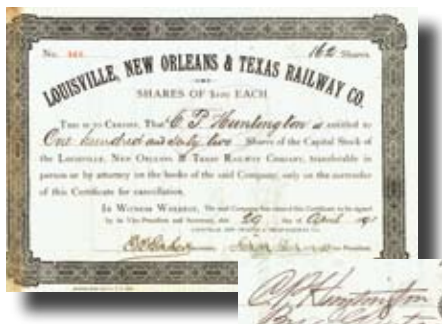 No. 162 Shares
LOUISVILLE, NEW ORLEANS & TEXAS RAILWAY CO.
SHARES OF $100 EACH
THIS IS TO CERTIFY, That C. P. Huntington is entitled to
One hundred and sixty two Shares of the Capital Stock of
the LOUISVILLE, NEW ORLEANS & TEXAS RAILWAY COMPANY, transferable in
person or by attorney on the books of the said Company, only on the surrender
of this Certificate for cancellation.
IN WITNESS WHEREOF, The said Company has caused this Certificate to be signed
by its Vice-President and Secretary, this 29 day of April
C. P. Huntington